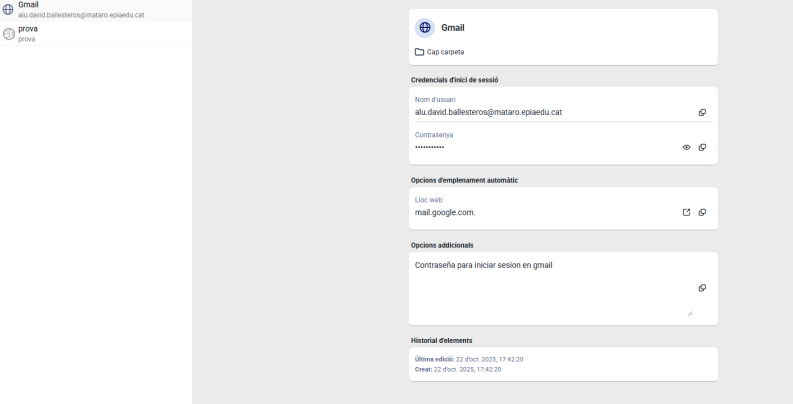 Gmail
alu.david.ballesteros@mataro.epiaedu.cat
prova
prova
Gmail
Cap carpeta
Credencials d'inici de sessió
Nom d'usuari
alu.david.ballesteros@mataro.epiaedu.cat
Contrasenya
•••••••••••
Opcions d'emplenament automàtic
Lloc web
mail.google.com.
Opcions addicionals
Contraseña para iniciar sesion en gmail
Historial d'elements
Última edició: 22 d'oct. 2025, 17:42:20
Creat: 22 d'oct. 2025, 17:42:20